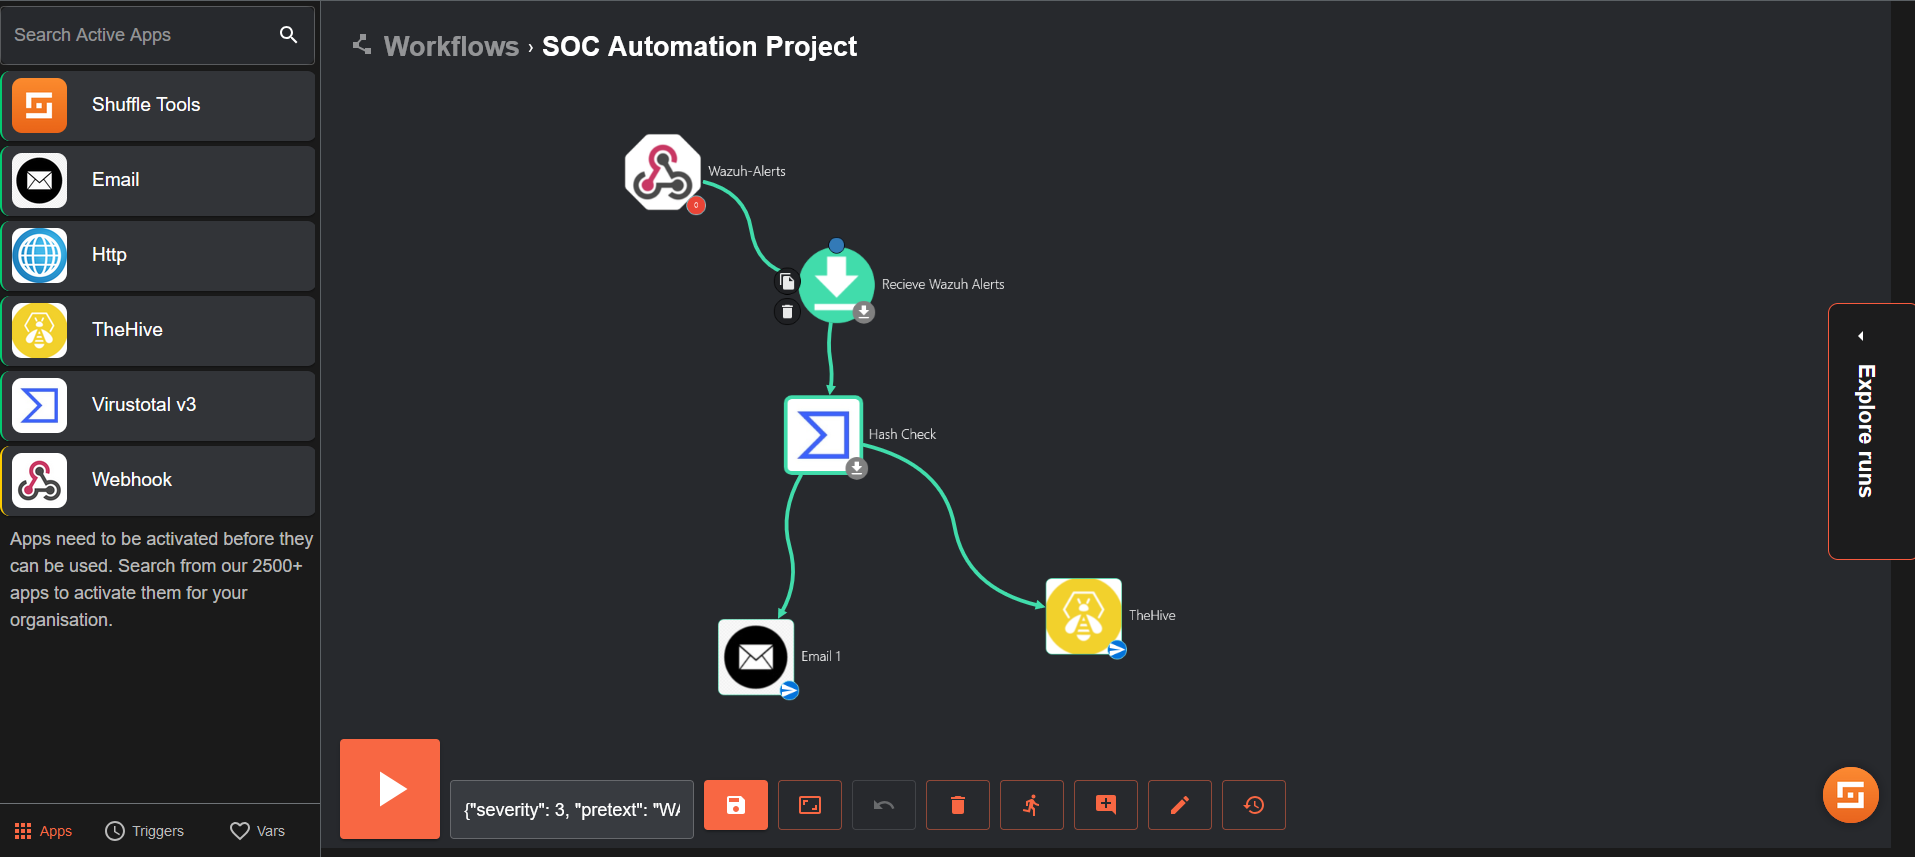 Search Active Apps
Shuffle Tools
Email
Http
TheHive
Virustotal v3
Webhook
Apps need to be activated before they
can be used. Search from our 2500+
apps to activate them for your
organisation.
Apps
Triggers
Vars
Workflows › SOC Automation Project
Wazuh-Alerts
Recieve Wazuh Alerts
Hash Check
Email 1
TheHive
{"severity": 3, "pretext": "WA
Explore runs